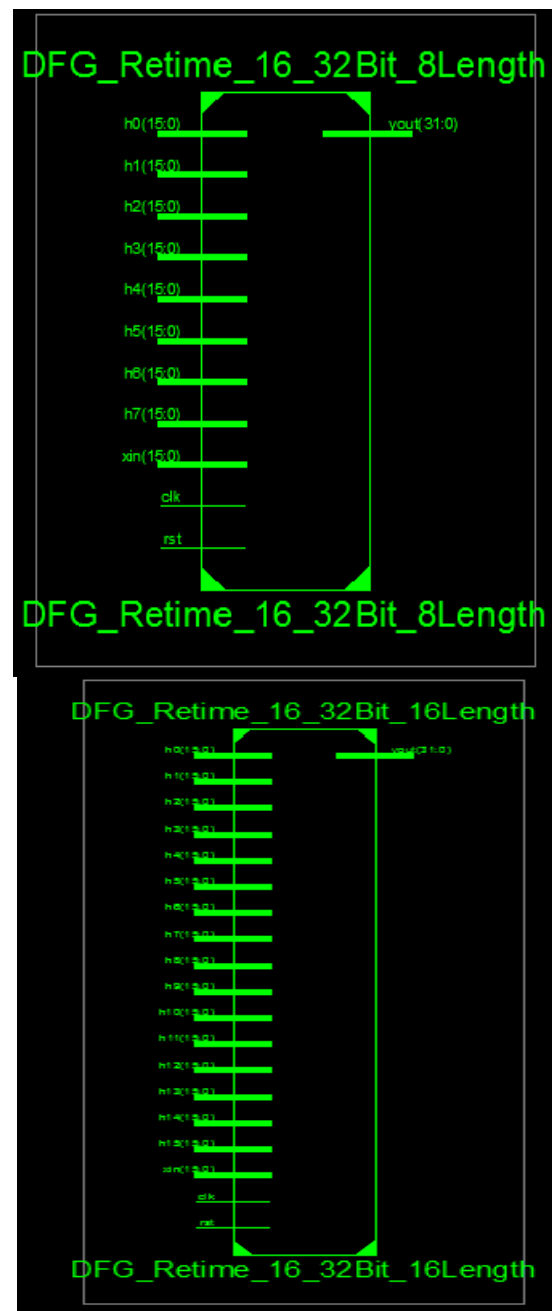 DFG_Retime_16_32Bit_8Length
h0(15:0)
yout(31:0)
h1(15:0)
h2(15:0)
h3(15:0)
h4(15:0)
h5(15:0)
h6(15:0)
h7(15:0)
xin(15:0)
clk
rst
DFG_Retime_16_32Bit_8Length
DFG_Retime_16_32Bit_16Length
h0(15:0)
yout(31:0)
h1(15:0)
h2(15:0)
h3(15:0)
h4(15:0)
h5(15:0)
h6(15:0)
h7(15:0)
h8(15:0)
h9(15:0)
h10(15:0)
h11(15:0)
h12(15:0)
h13(15:0)
h14(15:0)
h15(15:0)
xin(15:0)
clk
rst
DFG_Retime_16_32Bit_16Length